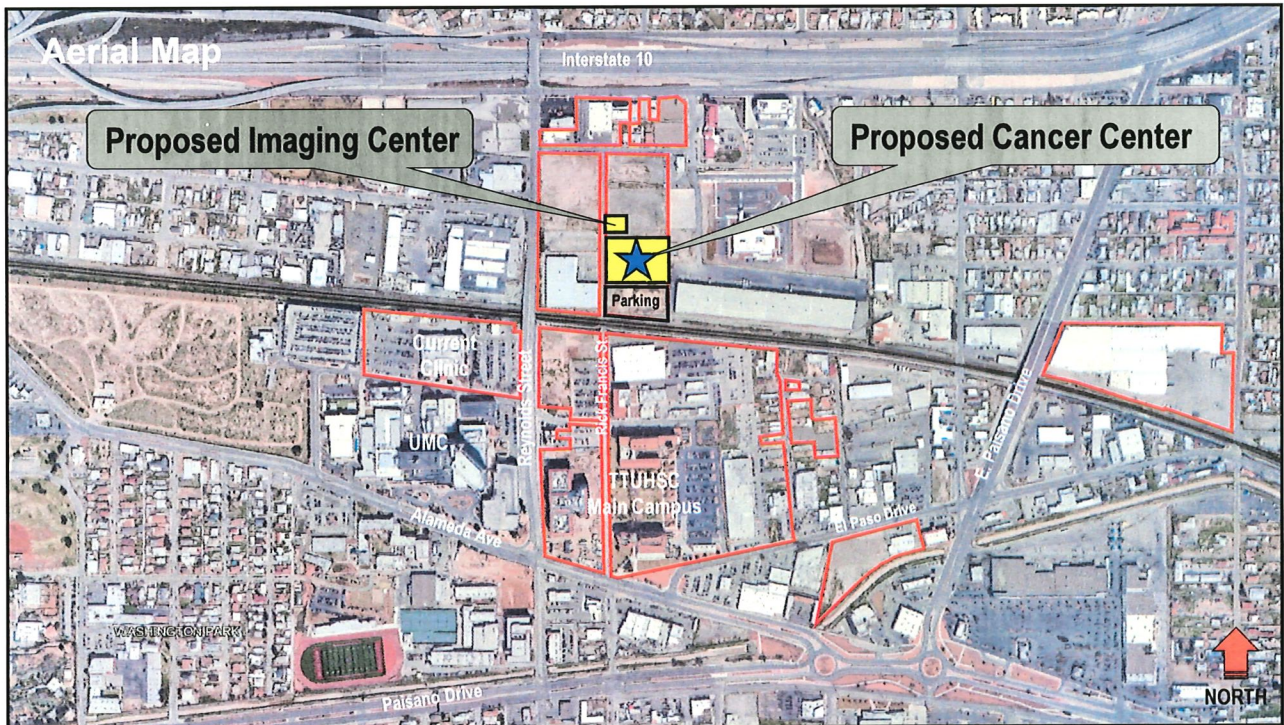 Aerial Map
Interstate 10
Proposed Imaging Center
Proposed Cancer Center
Parking
Current
Clinic
Reynolds Street
Rick Francis St.
UMC
TTUHSC
Main Campus
E. Paisano Drive
El Paso Drive
Alameda Ave
WASHINGTON PARK
Paisano Drive
NORTH